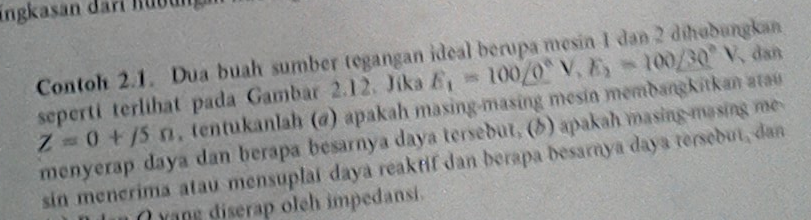 ingkasan dari hubungan
Contoh 2.1. Dua buah sumber tegangan ideal berupa mesin 1 dan 2 dihubungkan
seperti terlihat pada Gambar 2.12. Jika E₁ = 100/0° V, E₂ = 100/30° V, dan
Z = 0 + j5 Ω, tentukanlah (a) apakah masing-masing mesin membangkitkan atau
menyerap daya dan berapa besarnya daya tersebut, (b) apakah masing-masing me-
sin menerima atau mensuplai daya reaktif dan berapa besarnya daya tersebut, dan
Q yang diserap oleh impedansi.